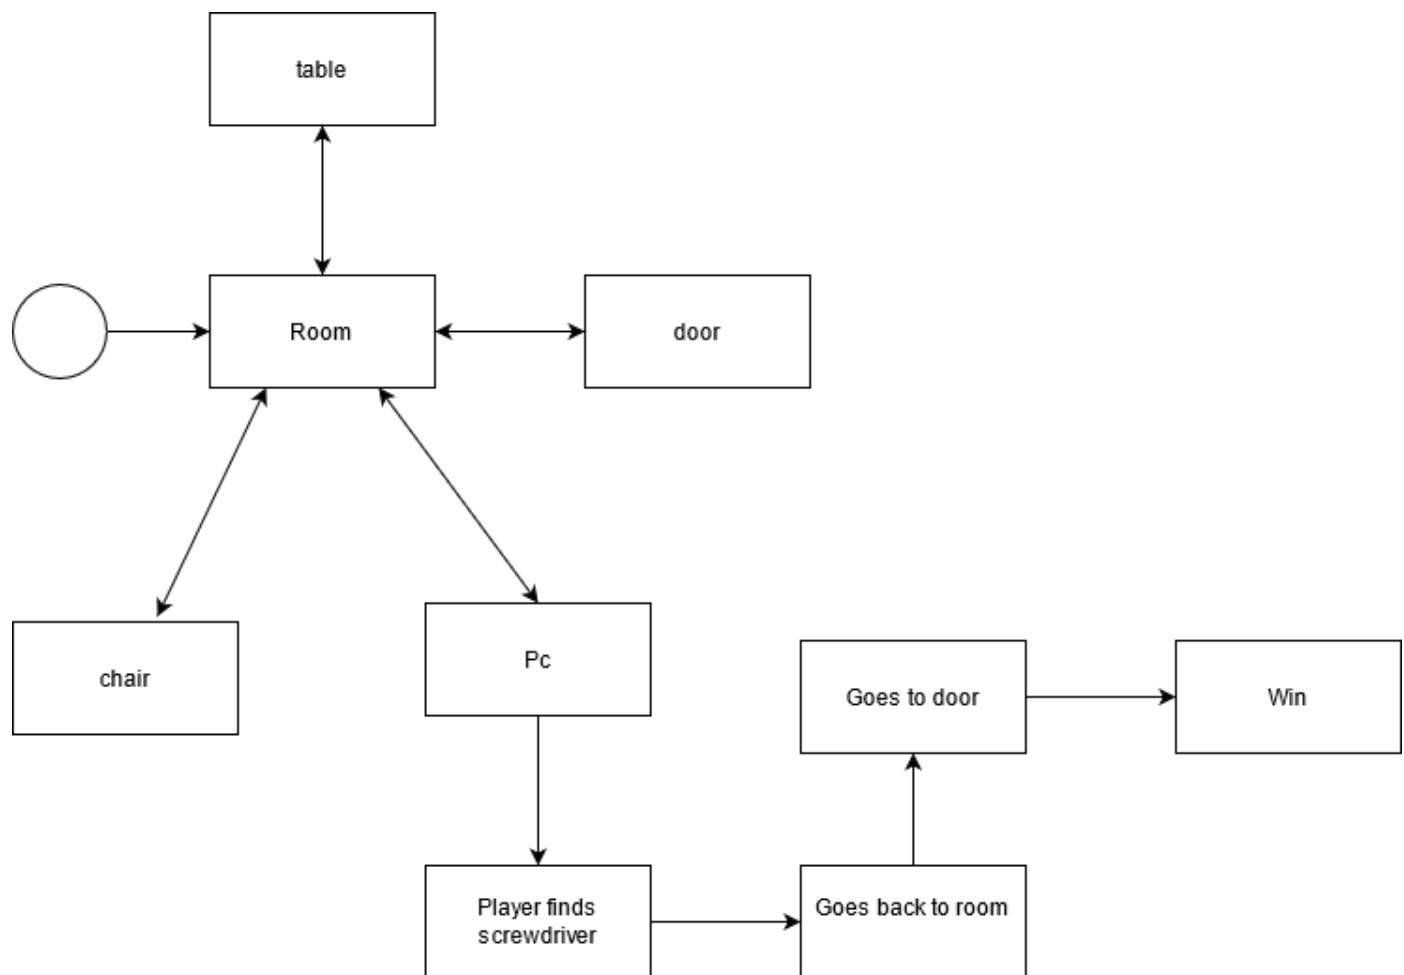 table
Room
door
chair
Pc
Goes to door
Win
Player finds
screwdriver
Goes back to room